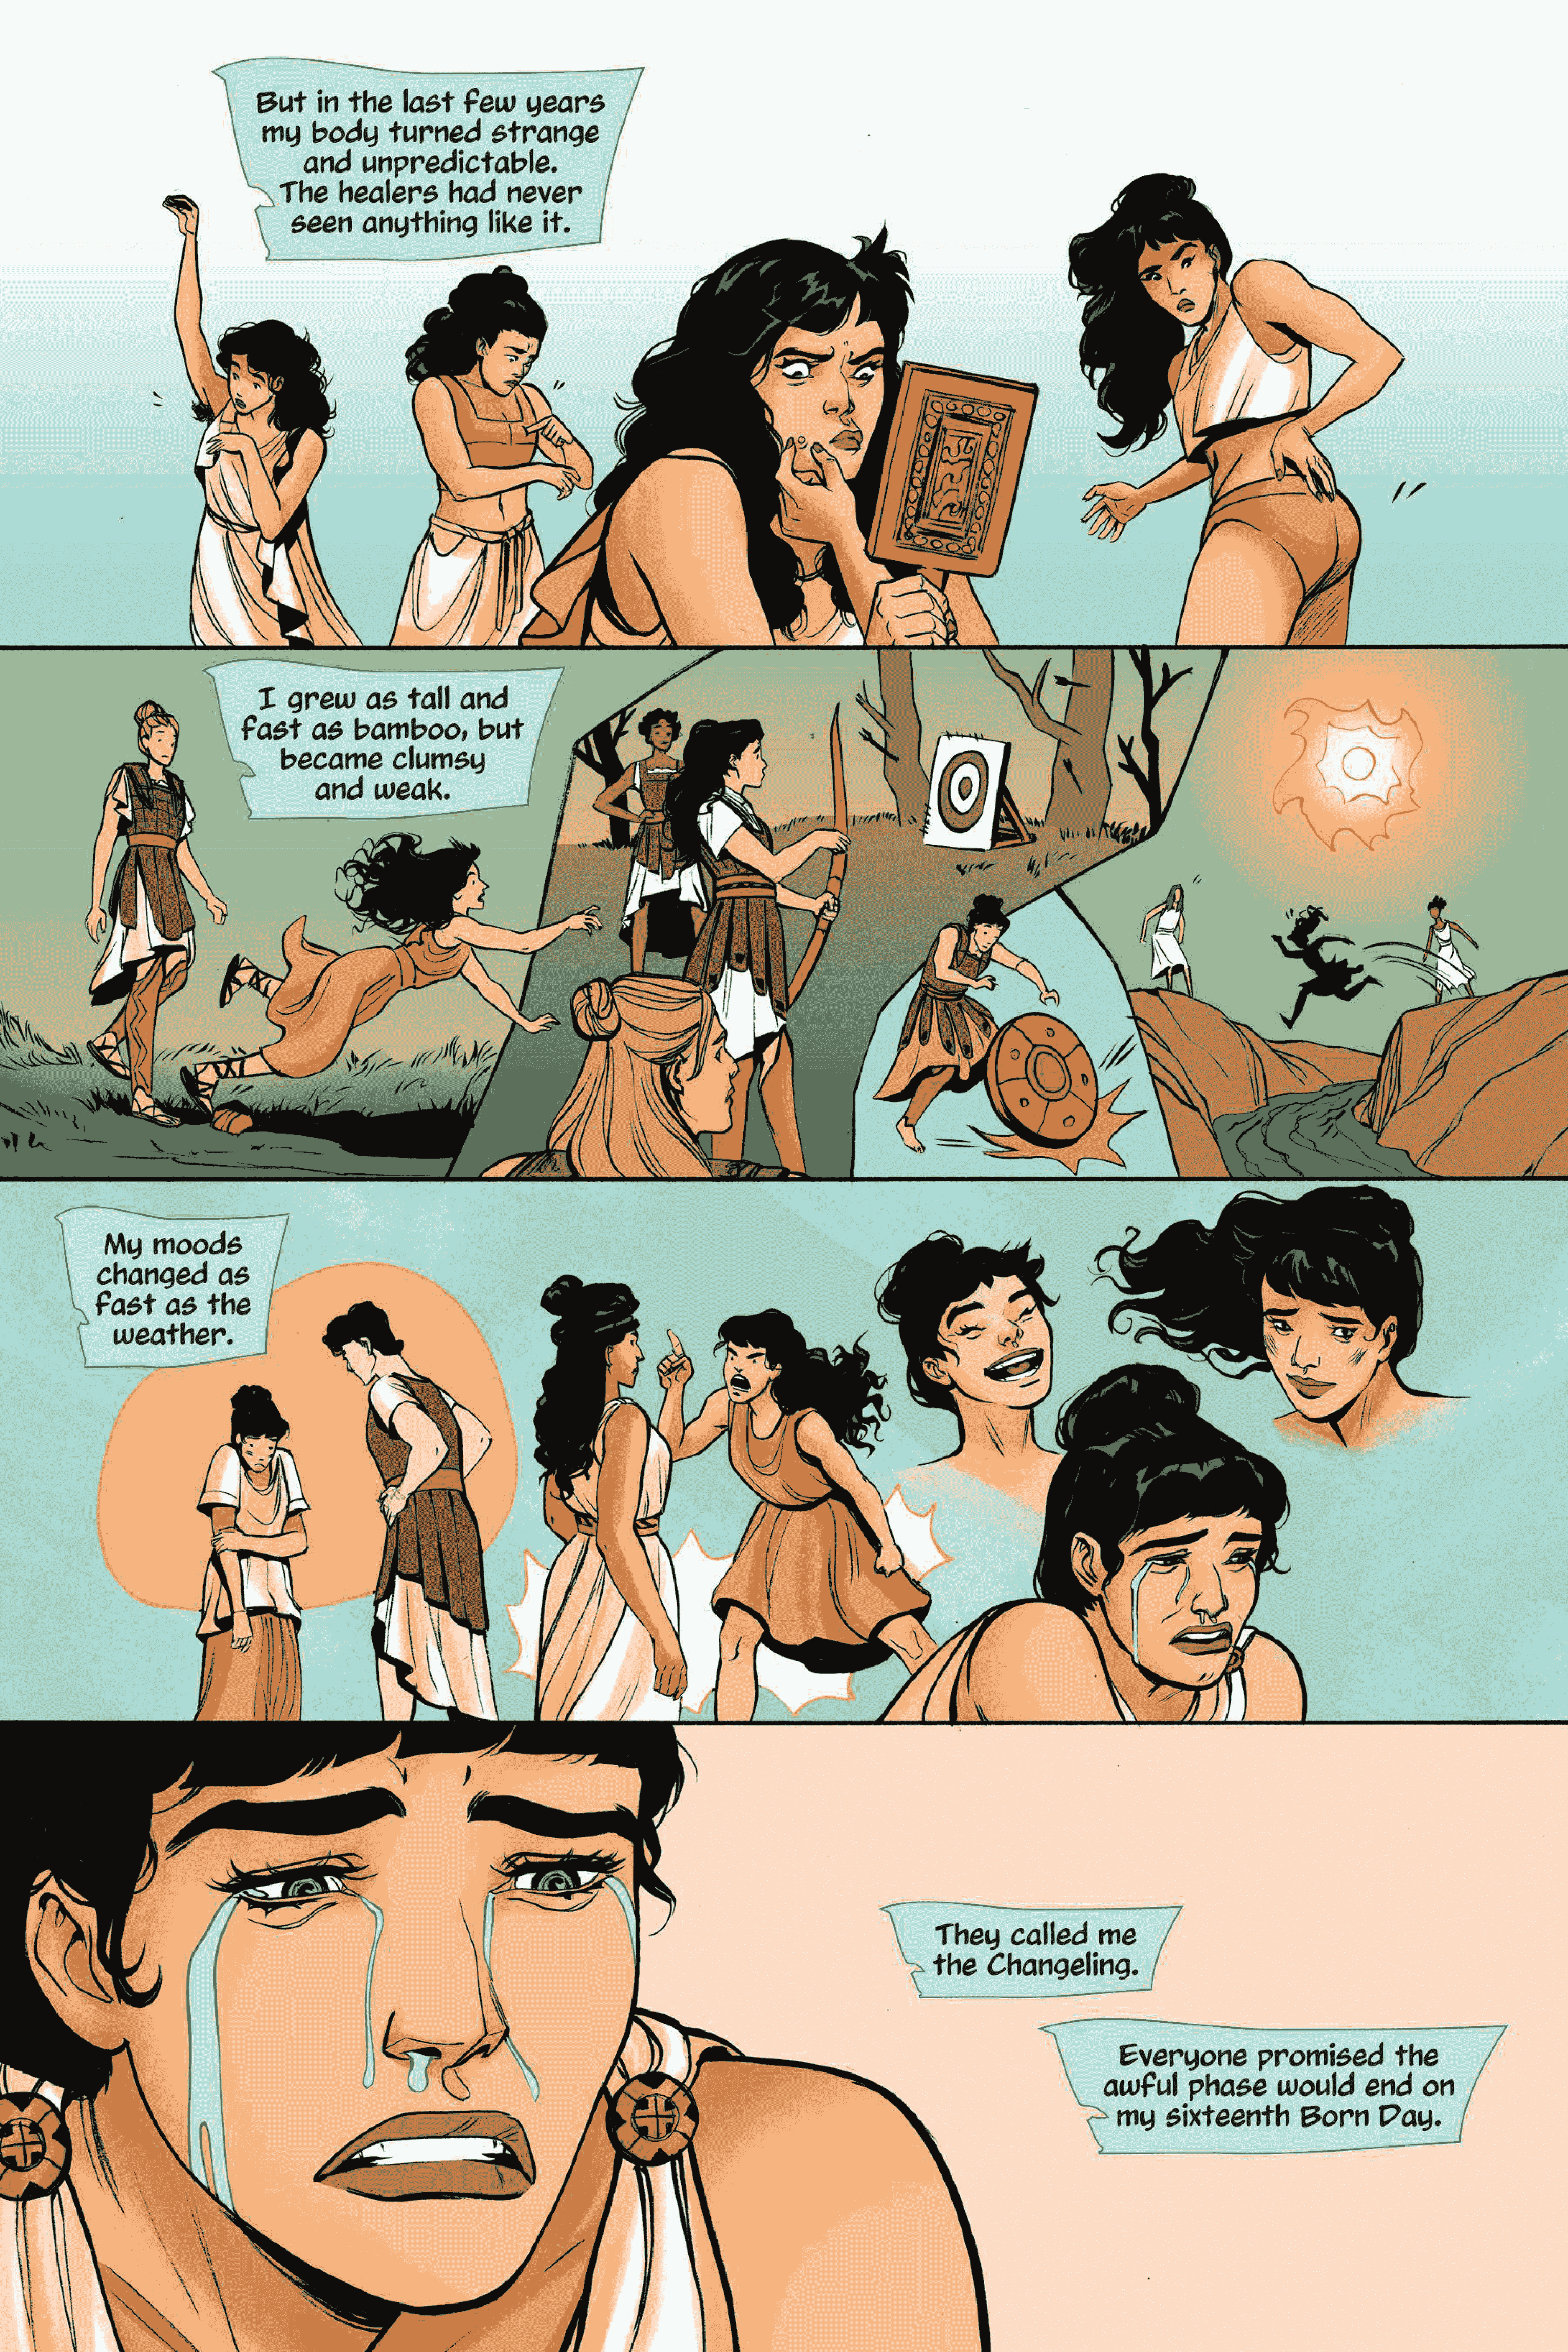 But in the last few years
my body turned strange
and unpredictable.
The healers had never
seen anything like it.
I grew as tall and
fast as bamboo, but
became clumsy
and weak.
My moods
changed as
fast as the
weather.
They called me
the Changeling.
Everyone promised the
awful phase would end on
my sixteenth Born Day.